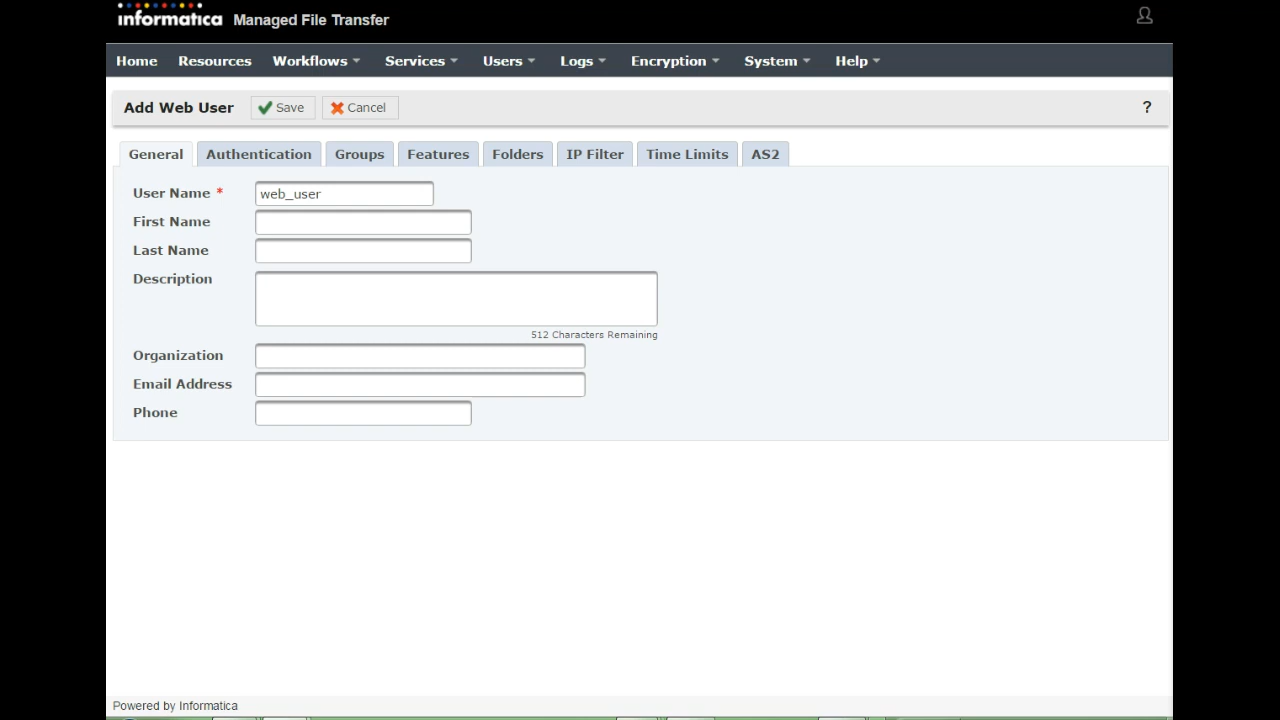 informatica Managed File Transfer
Home Resources Workflows Services Users Logs Encryption System Help
Add Web User Save Cancel ?
General Authentication Groups Features Folders IP Filter Time Limits AS2
User Name * web_user
First Name
Last Name
Description
512 Characters Remaining
Organization
Email Address
Phone
Powered by Informatica